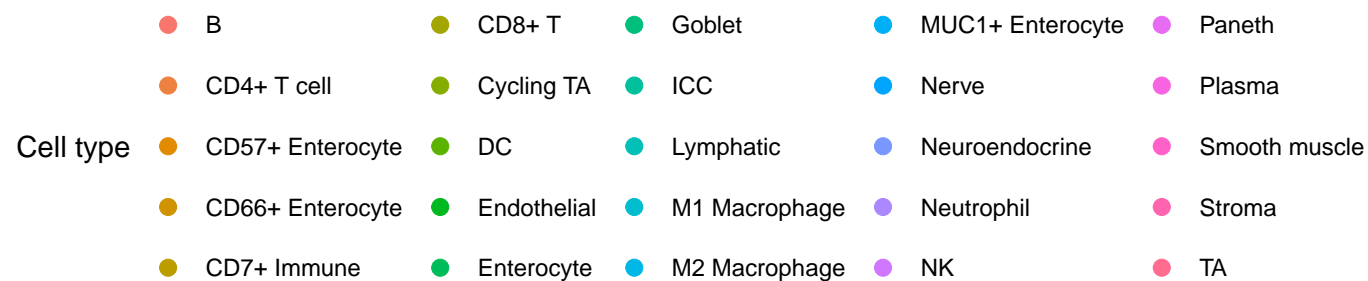 B CD8+ T Goblet MUC1+ Enterocyte Paneth
CD4+ T cell Cycling TA ICC Nerve Plasma
Cell type CD57+ Enterocyte DC Lymphatic Neuroendocrine Smooth muscle
CD66+ Enterocyte Endothelial M1 Macrophage Neutrophil Stroma
CD7+ Immune Enterocyte M2 Macrophage NK TA